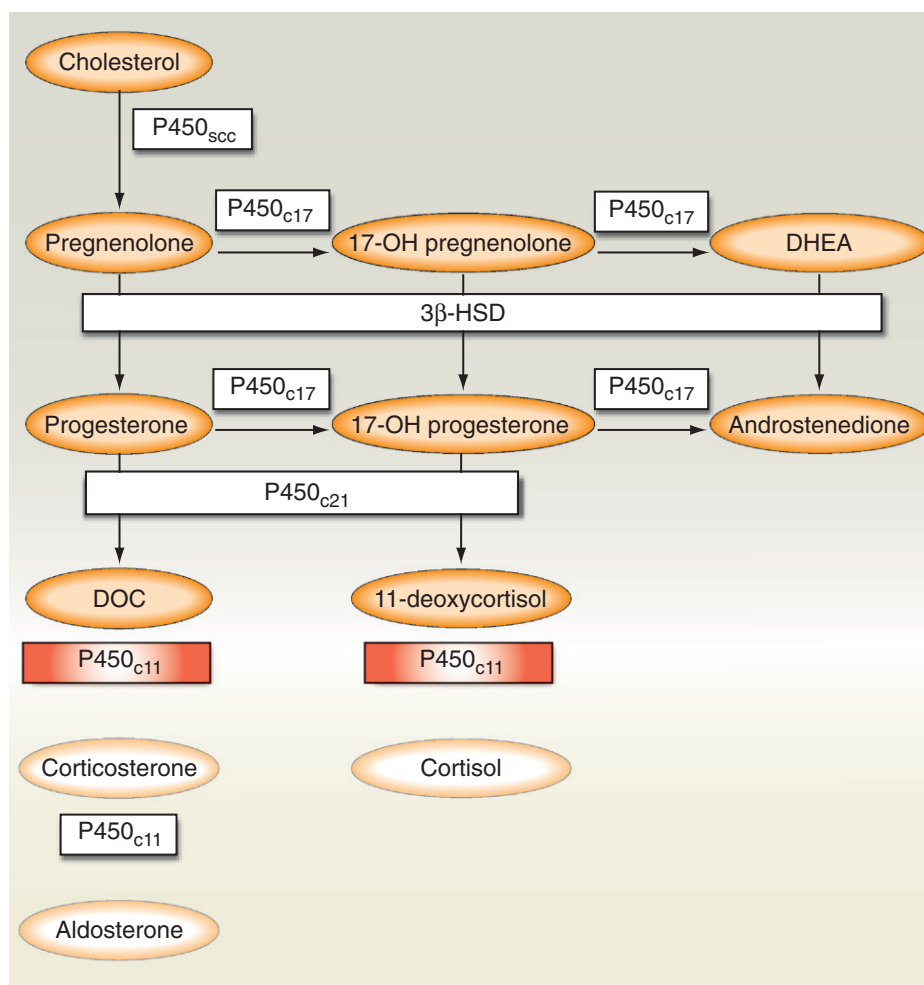 Cholesterol
P450scc
P450c17
P450c17
Pregnenolone
17-OH pregnenolone
DHEA
3β-HSD
P450c17
P450c17
Progesterone
17-OH progesterone
Androstenedione
P450c21
DOC
11-deoxycortisol
P450c11
P450c11
Corticosterone
Cortisol
P450c11
Aldosterone